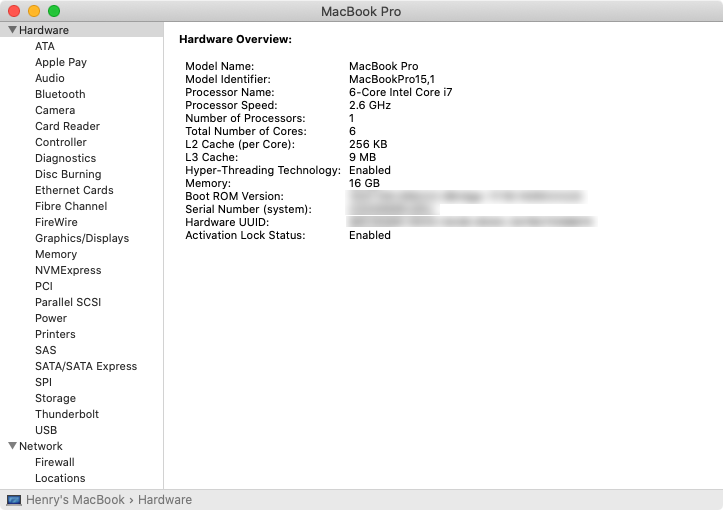 MacBook Pro
Hardware
ATA
Apple Pay
Audio
Bluetooth
Camera
Card Reader
Controller
Diagnostics
Disc Burning
Ethernet Cards
Fibre Channel
FireWire
Graphics/Displays
Memory
NVMExpress
PCI
Parallel SCSI
Power
Printers
SAS
SATA/SATA Express
SPI
Storage
Thunderbolt
USB
Network
Firewall
Locations
Hardware Overview:
Model Name: MacBook Pro
Model Identifier: MacBookPro15,1
Processor Name: 6-Core Intel Core i7
Processor Speed: 2.6 GHz
Number of Processors: 1
Total Number of Cores: 6
L2 Cache (per Core): 256 KB
L3 Cache: 9 MB
Hyper-Threading Technology: Enabled
Memory: 16 GB
Boot ROM Version:
Serial Number (system):
Hardware UUID:
Activation Lock Status: Enabled
Henry's MacBook › Hardware